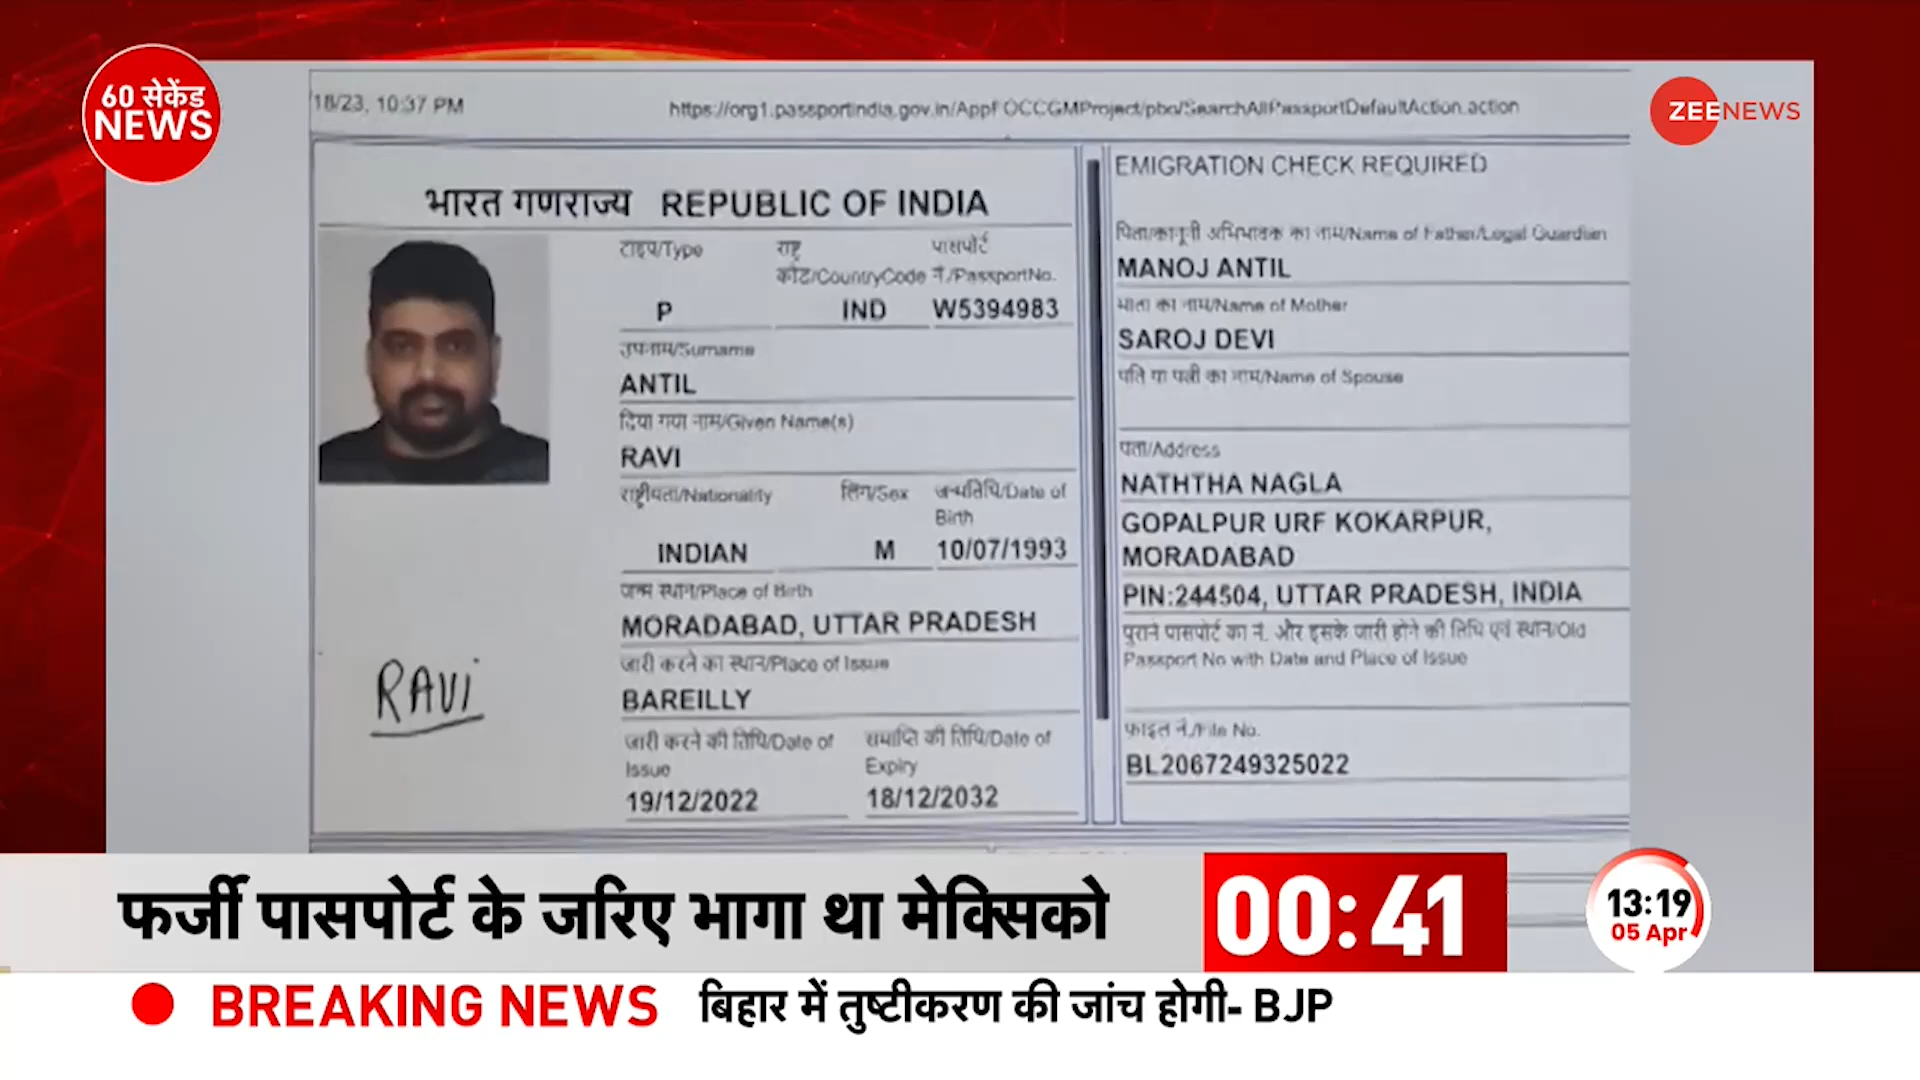 60 सेकेंड
NEWS
ZEENEWS
18/23, 10:37 PM
https://org1.passportindia.gov.in/AppFOCCGMProject/pbo/SearchAllPassportDefaultAction.action
भारत गणराज्य REPUBLIC OF INDIA
टाइप/Type
राष्ट्र
कोड/CountryCode
पासपोर्ट
नं./PassportNo.
P
IND
W5394983
उपनाम/Surname
ANTIL
दिया गया नाम/Given Name(s)
RAVI
राष्ट्रीयता/Nationality
लिंग/Sex
जन्मतिथि/Date of
Birth
INDIAN
M
10/07/1993
जन्म स्थान/Place of Birth
MORADABAD, UTTAR PRADESH
जारी करने का स्थान/Place of Issue
BAREILLY
जारी करने की तिथि/Date of
Issue
समाप्ति की तिथि/Date of
Expiry
19/12/2022
18/12/2032
RAVI
EMIGRATION CHECK REQUIRED
पिता/कानूनी अभिभावक का नाम/Name of Father/Legal Guardian
MANOJ ANTIL
माता का नाम/Name of Mother
SAROJ DEVI
पति या पत्नी का नाम/Name of Spouse
पता/Address
NATHTHA NAGLA
GOPALPUR URF KOKARPUR,
MORADABAD
PIN:244504, UTTAR PRADESH, INDIA
पुराने पासपोर्ट का नं. और इसके जारी होने की तिथि एवं स्थान/Old
Passport No with Date and Place of Issue
फाइल नं./File No.
BL2067249325022
फर्जी पासपोर्ट के जरिए भागा था मेक्सिको
00:41
13:19
05 Apr
BREAKING NEWS
बिहार में तुष्टीकरण की जांच होगी- BJP